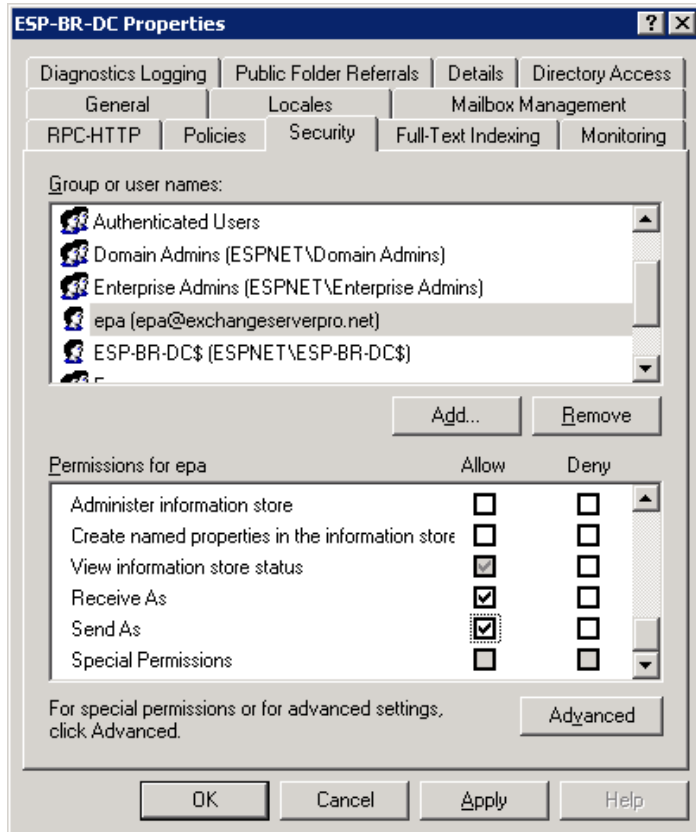 ESP-BR-DC Properties
Diagnostics Logging Public Folder Referrals Details Directory Access
General Locales Mailbox Management
RPC-HTTP Policies Security Full-Text Indexing Monitoring
Group or user names:
Authenticated Users
Domain Admins (ESPNET\Domain Admins)
Enterprise Admins (ESPNET\Enterprise Admins)
epa (epa@exchangeserverpro.net)
ESP-BR-DC$ (ESPNET\ESP-BR-DC$)
Add... Remove
Permissions for epa Allow Deny
Administer information store
Create named properties in the information store
View information store status
Receive As
Send As
Special Permissions
For special permissions or for advanced settings,
click Advanced.
Advanced
OK Cancel Apply Help